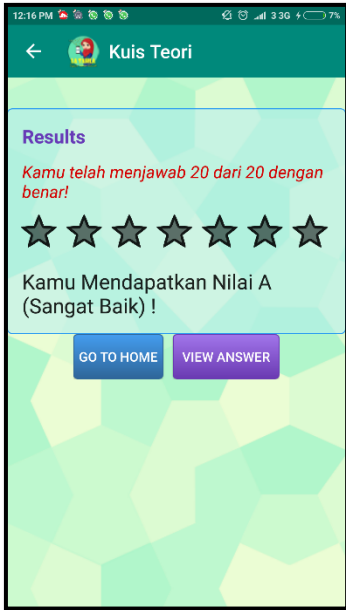 12:16 PM 3 3G 7%
Kuis Teori
Results
Kamu telah menjawab 20 dari 20 dengan
benar!
Kamu Mendapatkan Nilai A
(Sangat Baik) !
GO TO HOME VIEW ANSWER